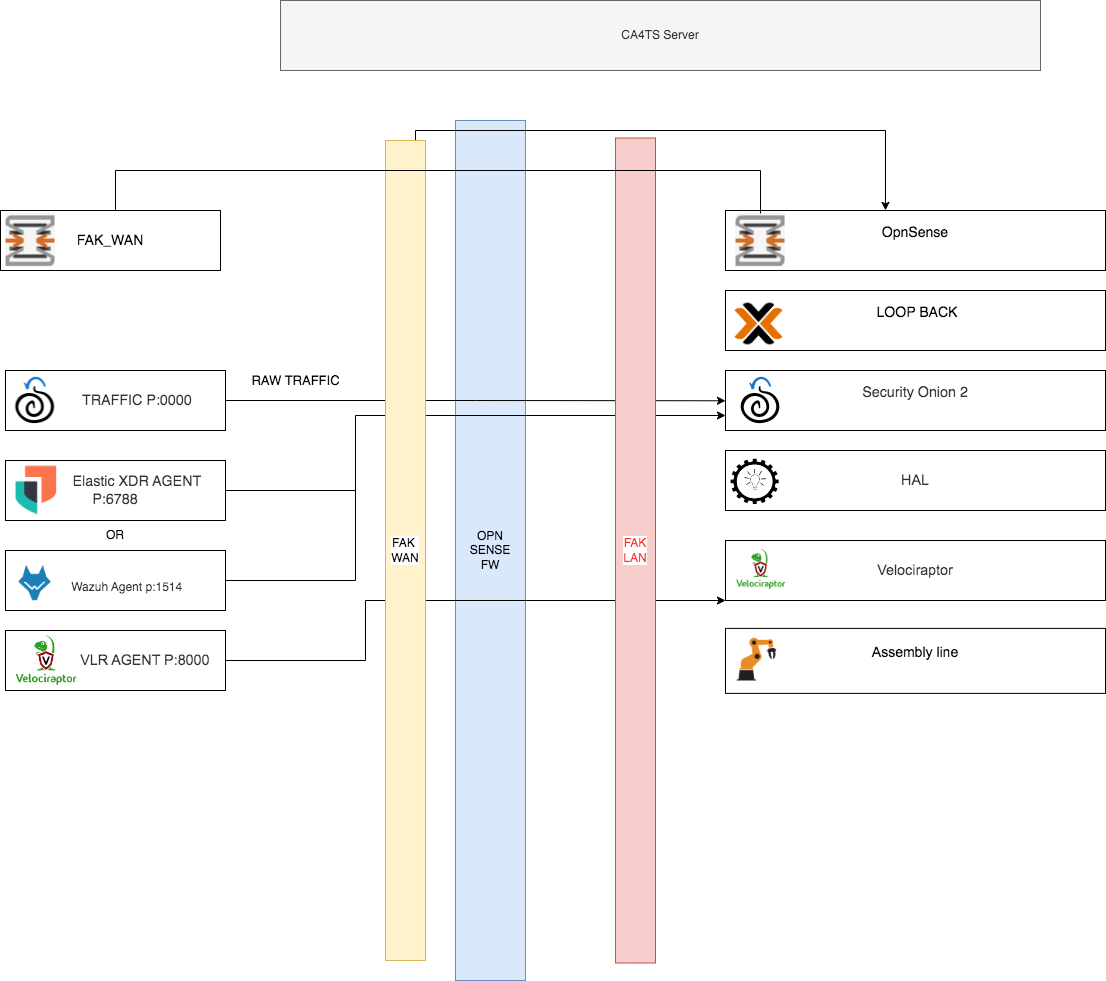 CA4TS Server
FAK_WAN
OpnSense
LOOP BACK
RAW TRAFFIC
TRAFFIC P:0000
Security Onion 2
Elastic XDR AGENT
P:6788
HAL
OR
FAK
WAN
OPN
SENSE
FW
FAK
LAN
Wazuh Agent p:1514
Velociraptor
Velociraptor
VLR AGENT P:8000
Velociraptor
Assembly line